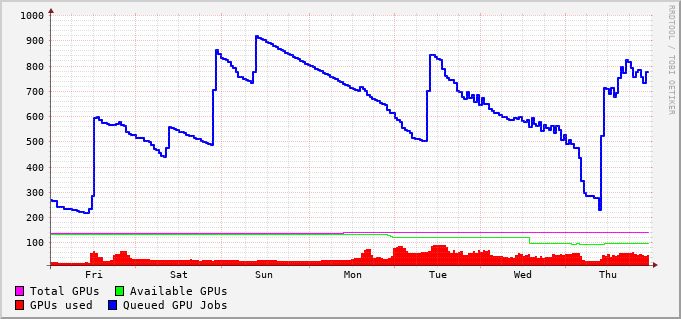 1000
900
800
700
600
500
400
300
200
100
Fri Sat Sun Mon Tue Wed Thu
Total GPUs Available GPUs
GPUs used Queued GPU Jobs
RRDTOOL / TOBI OETIKER